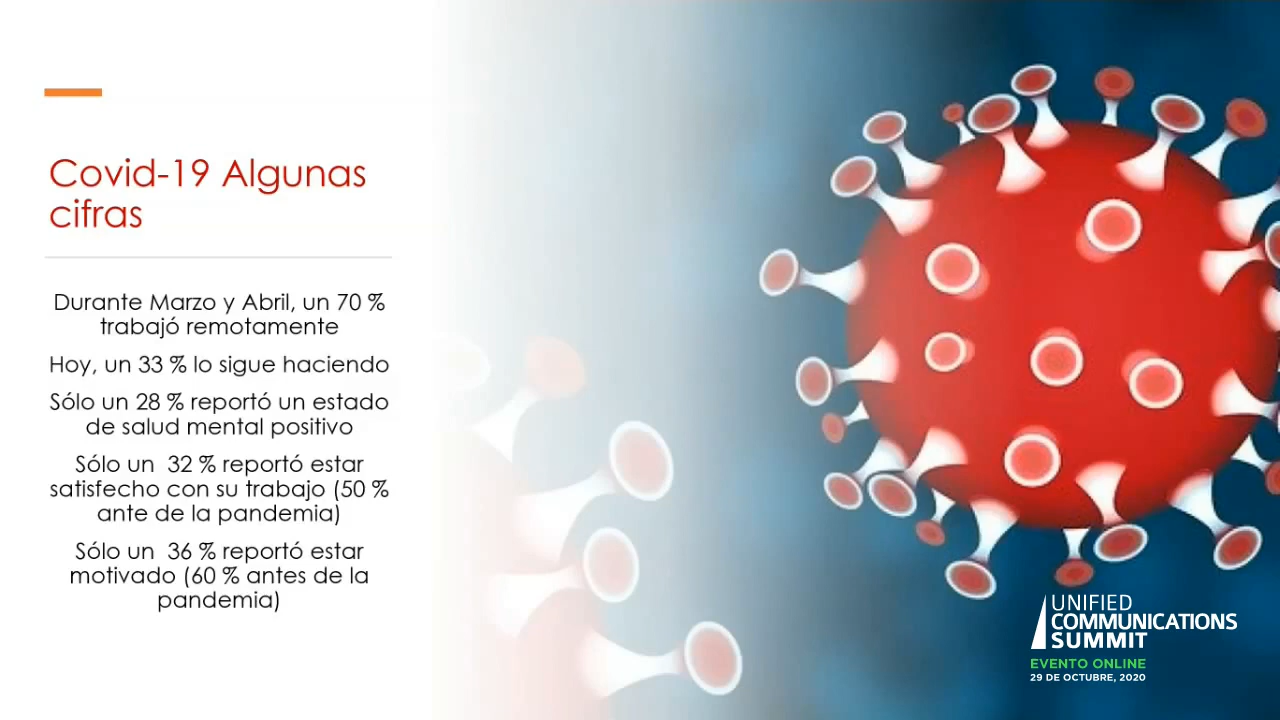 Covid-19 Algunas
cifras
Durante Marzo y Abril, un 70 %
trabajó remotamente
Hoy, un 33 % lo sigue haciendo
Sólo un 28 % reportó un estado
de salud mental positivo
Sólo un  32 % reportó estar
satisfecho con su trabajo (50 %
ante de la pandemia)
Sólo un  36 % reportó estar
motivado (60 % antes de la
pandemia)
UNIFIED
COMMUNICATIONS
SUMMIT
EVENTO ONLINE
29 DE OCTUBRE, 2020